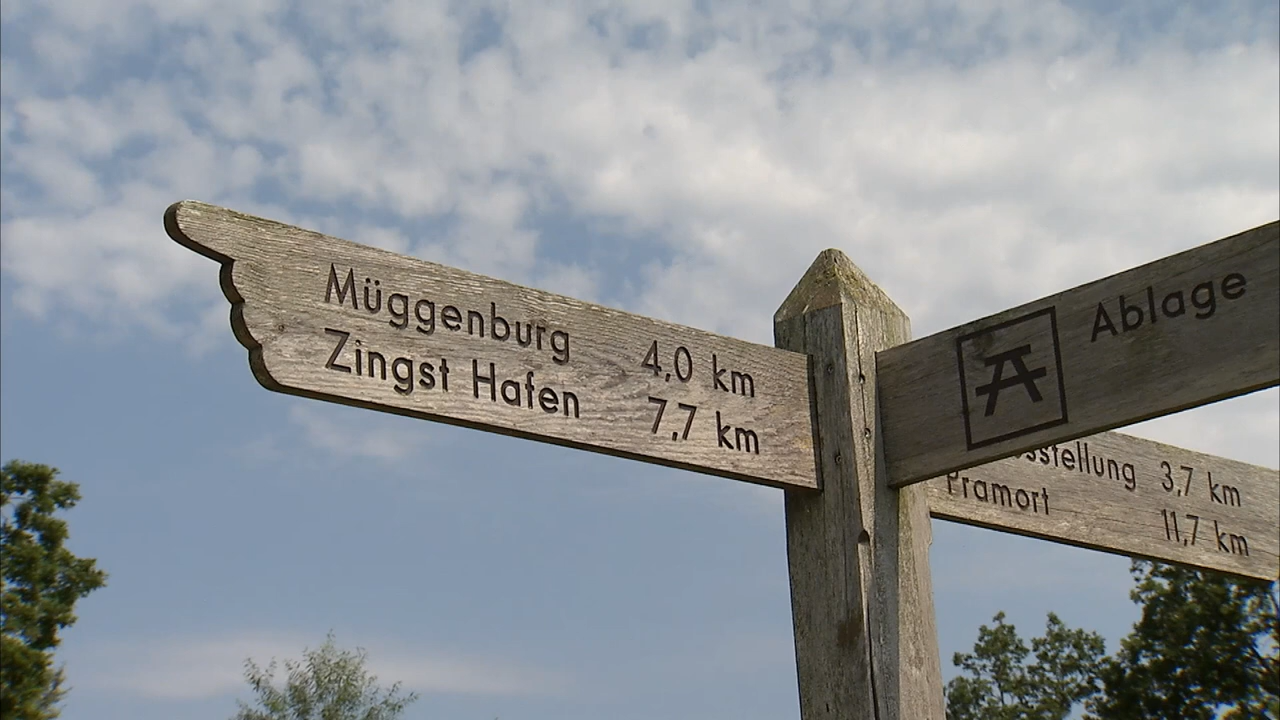 Müggenburg 4,0 km
Zingst Hafen 7,7 km
Ablage
3,7 km
Pramort 11,7 km